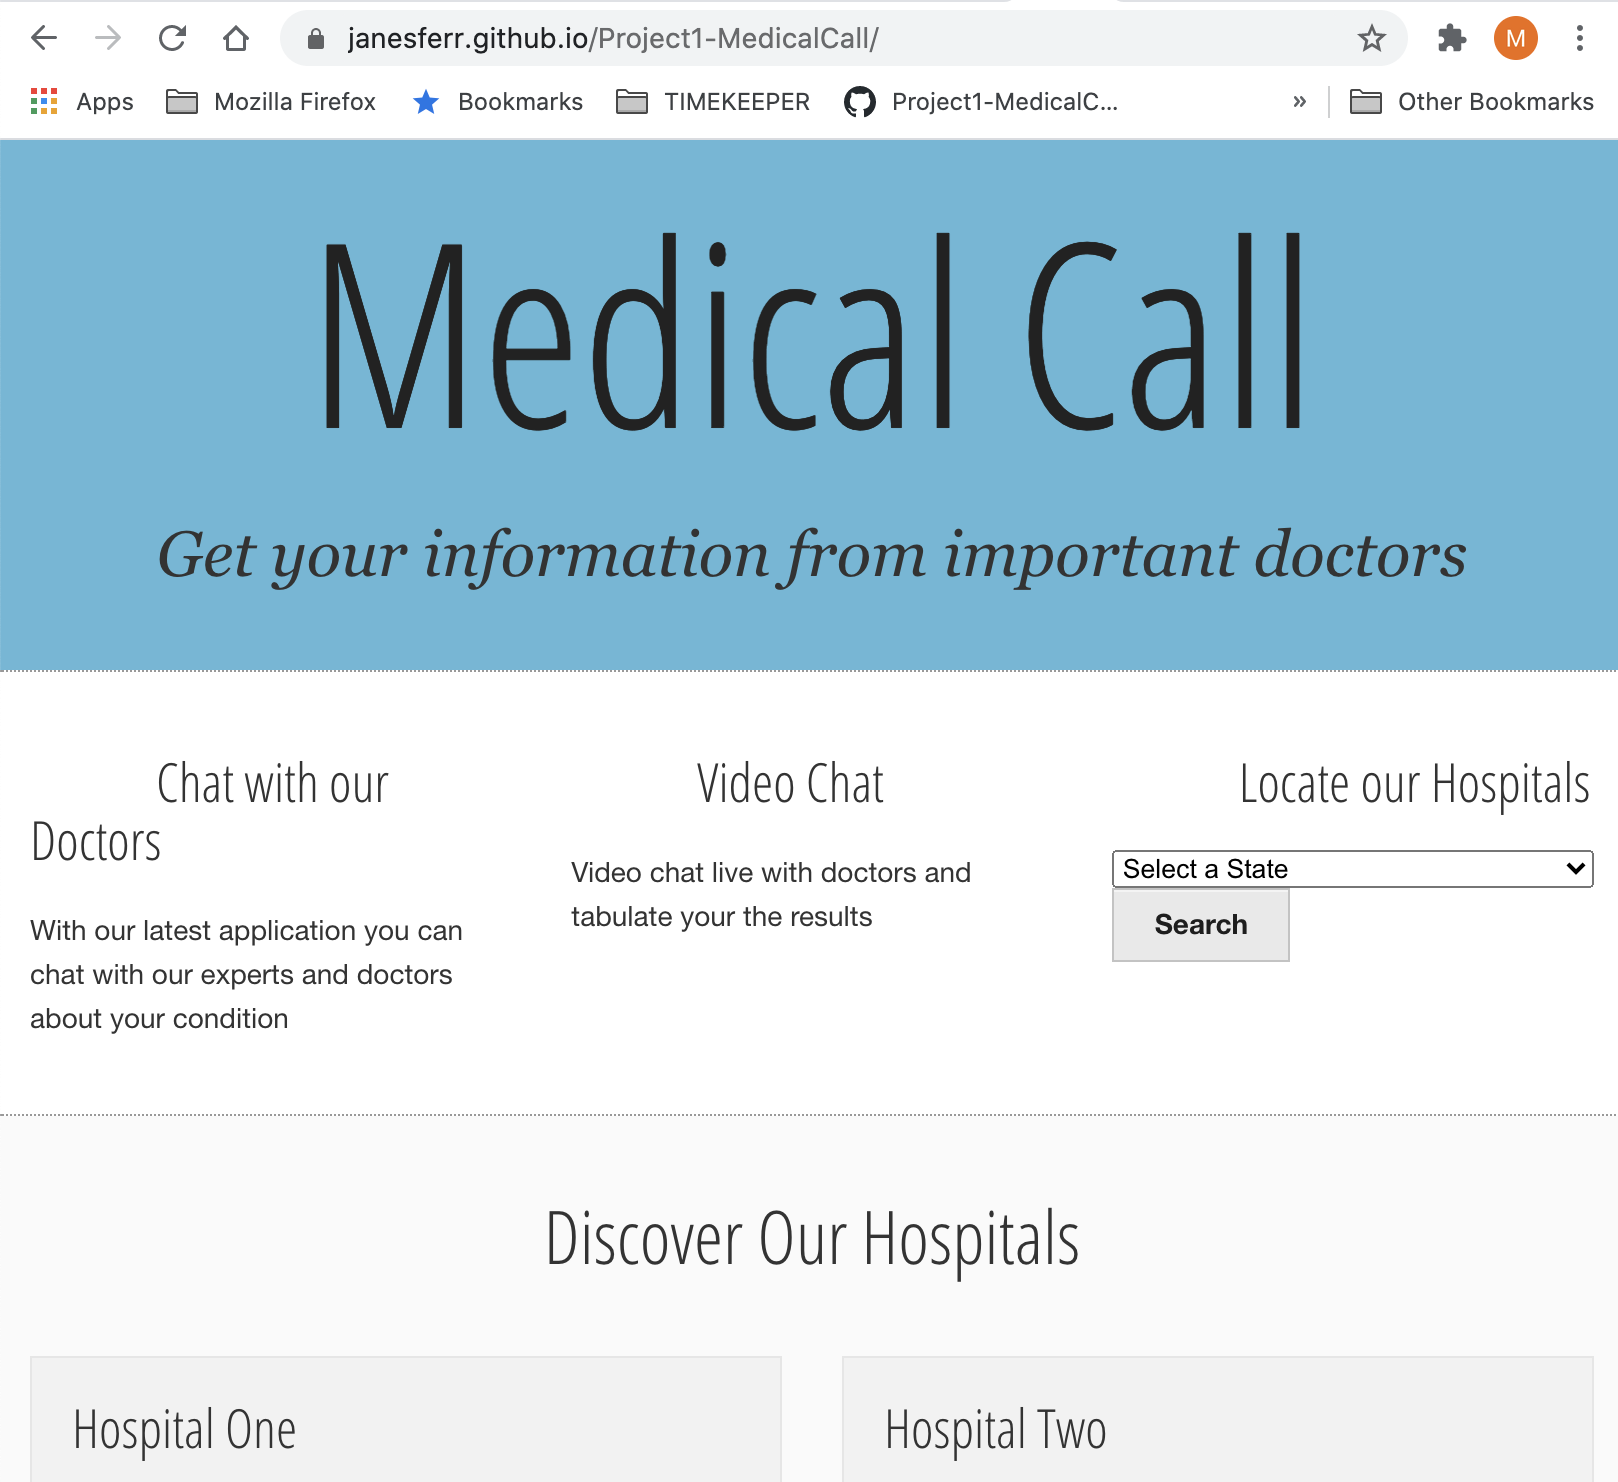 janesferr.github.io/Project1-MedicalCall/
M
Apps
Mozilla Firefox
Bookmarks
TIMEKEEPER
Project1-MedicalC...
»
Other Bookmarks
Medical Call
Get your information from important doctors
Chat with our
Doctors
With our latest application you can
chat with our experts and doctors
about your condition
Video Chat
Video chat live with doctors and
tabulate your the results
Locate our Hospitals
Select a State
Search
Discover Our Hospitals
Hospital One
Hospital Two